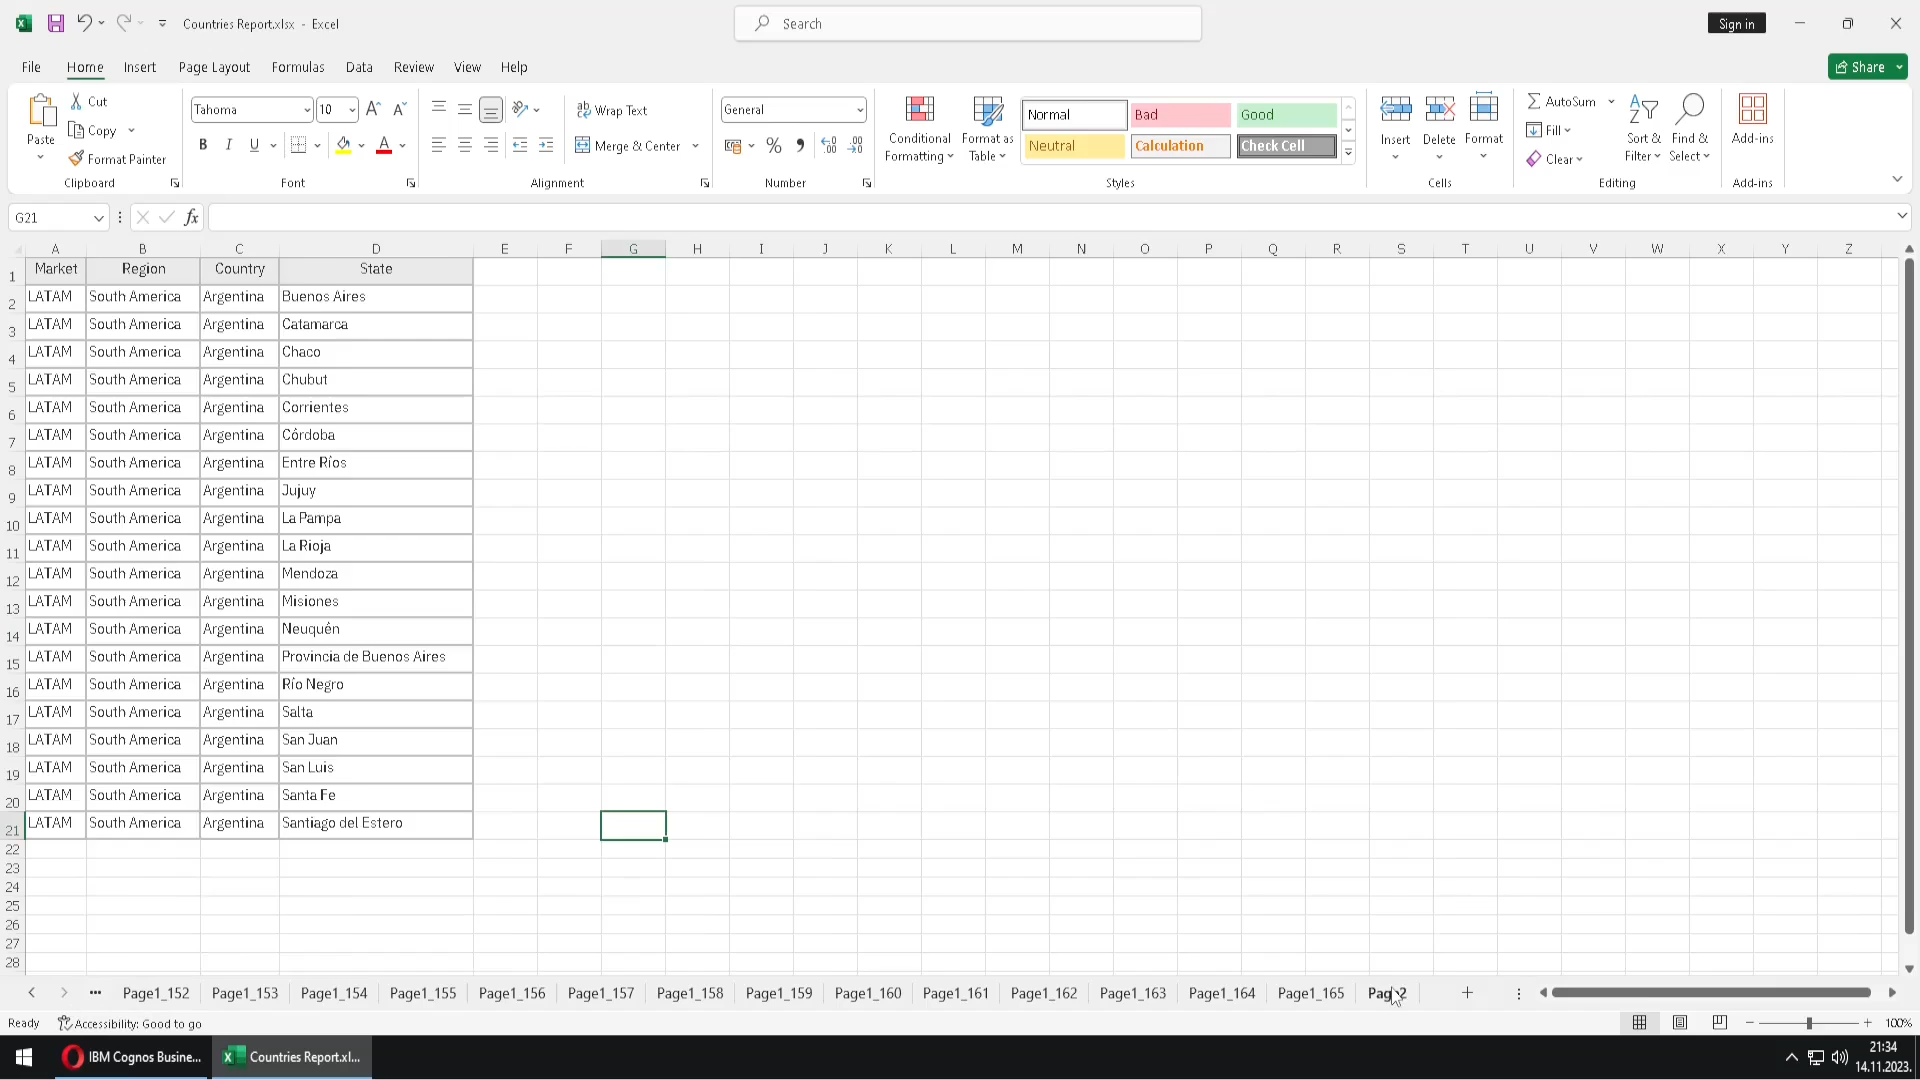 Countries Report.xlsx - Excel
Search
Sign in
File Home Insert Page Layout Formulas Data Review View Help
Share
Paste
Cut
Copy
Format Painter
Clipboard
Tahoma 10
B I U A
Font
Wrap Text
Merge & Center
Alignment
General
%
Number
Conditional Formatting
Format as Table
Normal Bad Good
Neutral Calculation Check Cell
Styles
Insert Delete Format
Cells
AutoSum
Fill
Clear
Sort & Filter
Find & Select
Editing
Add-ins
Add-ins
G21
fx
A B C D E F G H I J K L M N O P Q R S T U V W X Y Z
1 Market Region Country State
2 LATAM South America Argentina Buenos Aires
3 LATAM South America Argentina Catamarca
4 LATAM South America Argentina Chaco
5 LATAM South America Argentina Chubut
6 LATAM South America Argentina Corrientes
7 LATAM South America Argentina Córdoba
8 LATAM South America Argentina Entre Ríos
9 LATAM South America Argentina Jujuy
10 LATAM South America Argentina La Pampa
11 LATAM South America Argentina La Rioja
12 LATAM South America Argentina Mendoza
13 LATAM South America Argentina Misiones
14 LATAM South America Argentina Neuquén
15 LATAM South America Argentina Provincia de Buenos Aires
16 LATAM South America Argentina Río Negro
17 LATAM South America Argentina Salta
18 LATAM South America Argentina San Juan
19 LATAM South America Argentina San Luis
20 LATAM South America Argentina Santa Fe
21 LATAM South America Argentina Santiago del Estero
22
23
24
25
26
27
28
... Page1_152 Page1_153 Page1_154 Page1_155 Page1_156 Page1_157 Page1_158 Page1_159 Page1_160 Page1_161 Page1_162 Page1_163 Page1_164 Page1_165
Ready Accessibility: Good to go 100%
IBM Cognos Busine... Countries Report.xl...
21:34
14.11.2023.